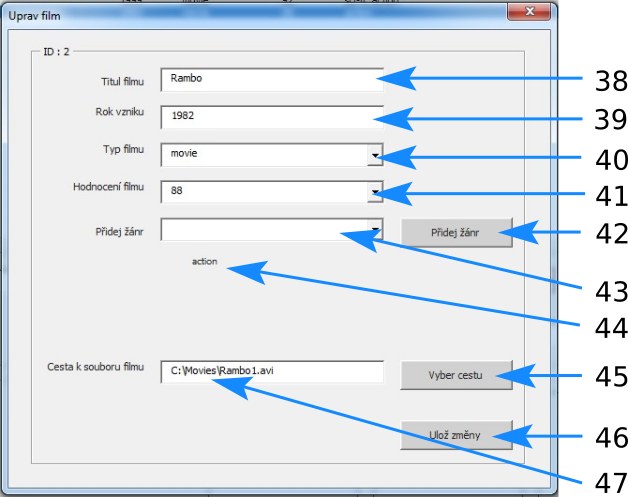 Uprav film
ID : 2
Titul filmu Rambo 38
Rok vzniku 1982 39
Typ filmu movie 40
Hodnocení filmu 88 41
Přidej žánr Přidej žánr 42
action
43
44
Cesta k souboru filmu C:\Movies\Rambo1.avi Vyber cestu 45
Ulož změny 46
47